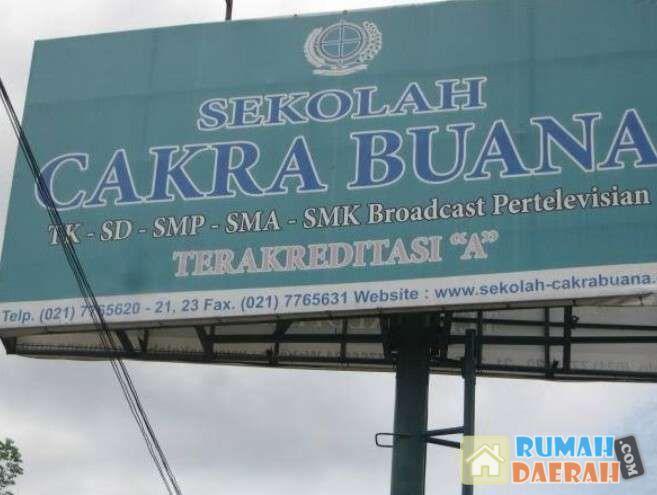 SEKOLAH
CAKRA BUANA
TK - SD - SMP - SMA - SMK Broadcast Pertelevisian
TERAKREDITASI "A"
Telp. (021) 7765620 - 21, 23 Fax. (021) 7765631 Website : www.sekolah-cakrabuana.
RUMAH
DAERAH
.COM